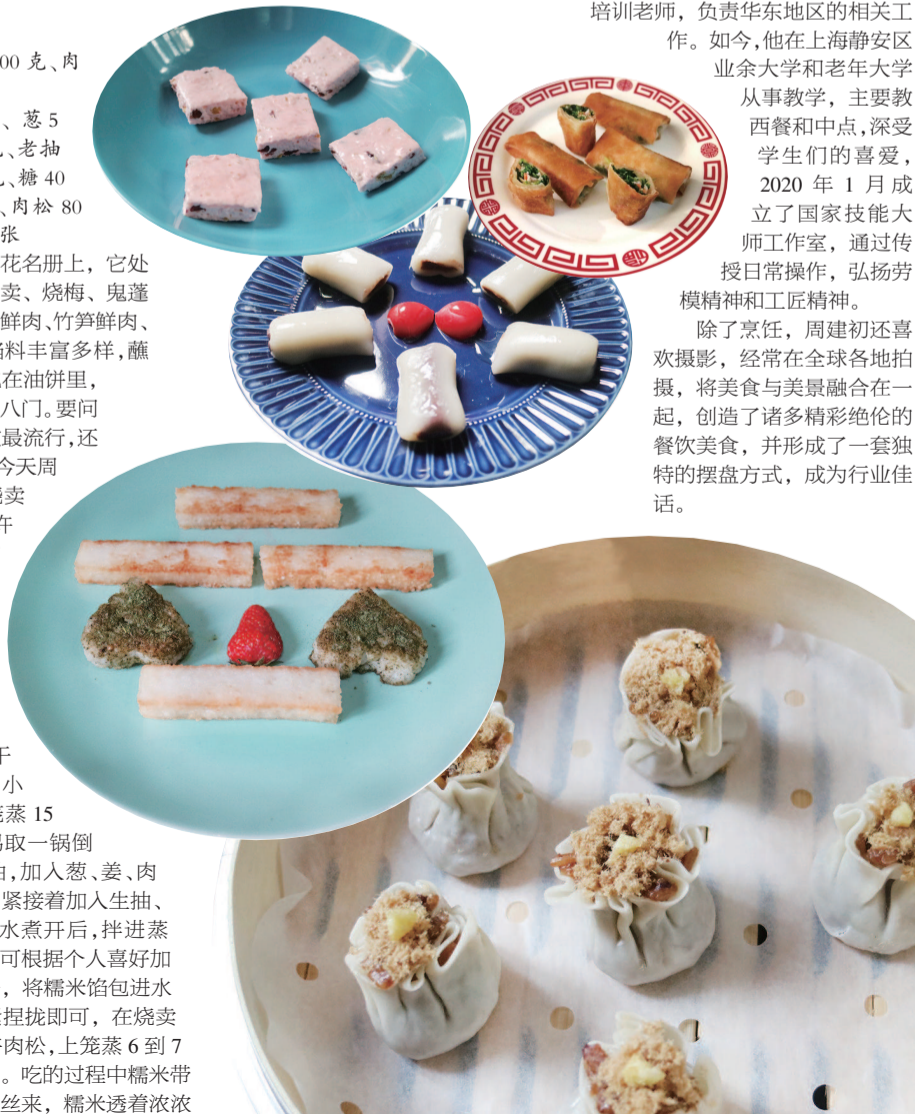 00 克、肉
、葱 5
、老抽
、糖 40
、肉松 80
张
花名册上，它处
卖、烧梅、鬼蓬
鲜肉、竹笋鲜肉、
料丰富多样，蘸
在油饼里，
八门。要问
最流行，还
今天周
卖
午
干
小
蒸 15
取一锅倒
油，加入葱、姜、肉
紧接着加入生抽、
水煮开后，拌进蒸
可根据个人喜好加
，将糯米馅包进水
捏拢即可，在烧卖
肉松，上笼蒸 6 到 7
。吃的过程中糯米带
丝来，糯米透着浓浓
培训老师，负责华东地区的相关工
作。如今，他在上海静安区
业余大学和老年大学
从事教学，主要教
西餐和中点，深受
学生们的喜爱，
2020 年 1 月成
立了国家技能大
师工作室，通过传
授日常操作，弘扬劳
模精神和工匠精神。
除了烹饪，周建初还喜
欢摄影，经常在全球各地拍
摄，将美食与美景融合在一
起，创造了诸多精彩绝伦的
餐饮美食，并形成了一套独
特的摆盘方式，成为行业佳
话。